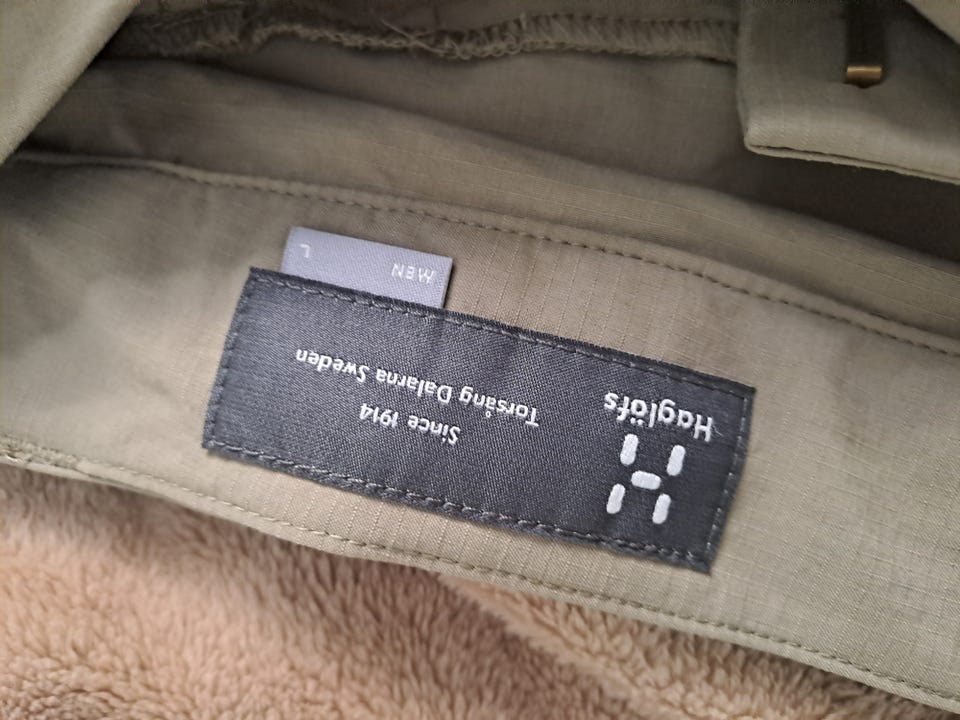 Haglöfs
Since 1914
Torsång Dalarna Sweden
MEN
L